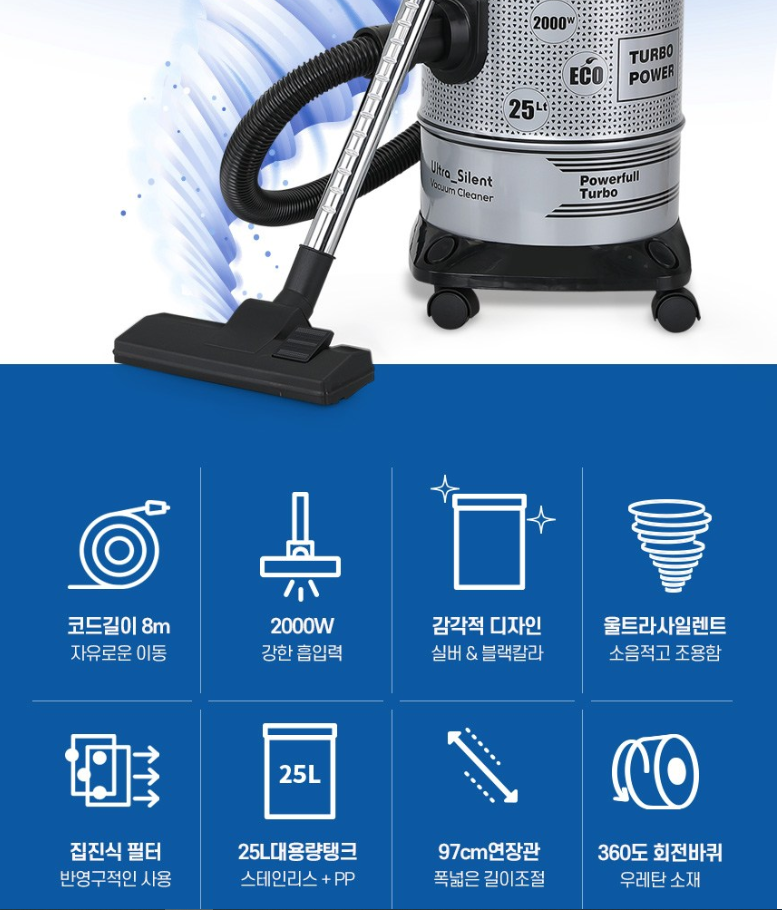 2000W
ECO
TURBO
POWER
25Lt
Ultra_Silent
Vacuum Cleaner
Powerfull
Turbo
코드길이 8m
자유로운 이동
2000W
강한 흡입력
감각적 디자인
실버 & 블랙칼라
울트라사일렌트
소음적고 조용함
집진식 필터
반영구적인 사용
25L
25L대용량탱크
스테인리스 + PP
97cm연장관
폭넓은 길이조절
360도 회전바퀴
우레탄 소재